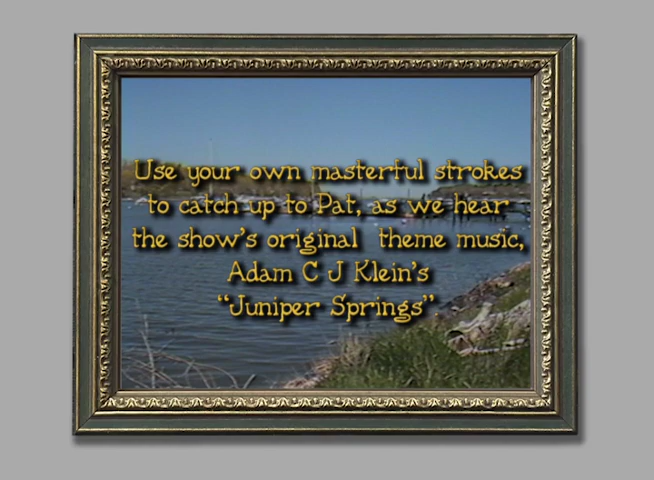 Use your own masterful strokes
to catch up to Pat, as we hear
the show's original theme music,
Adam C J Klein's
"Juniper Springs"